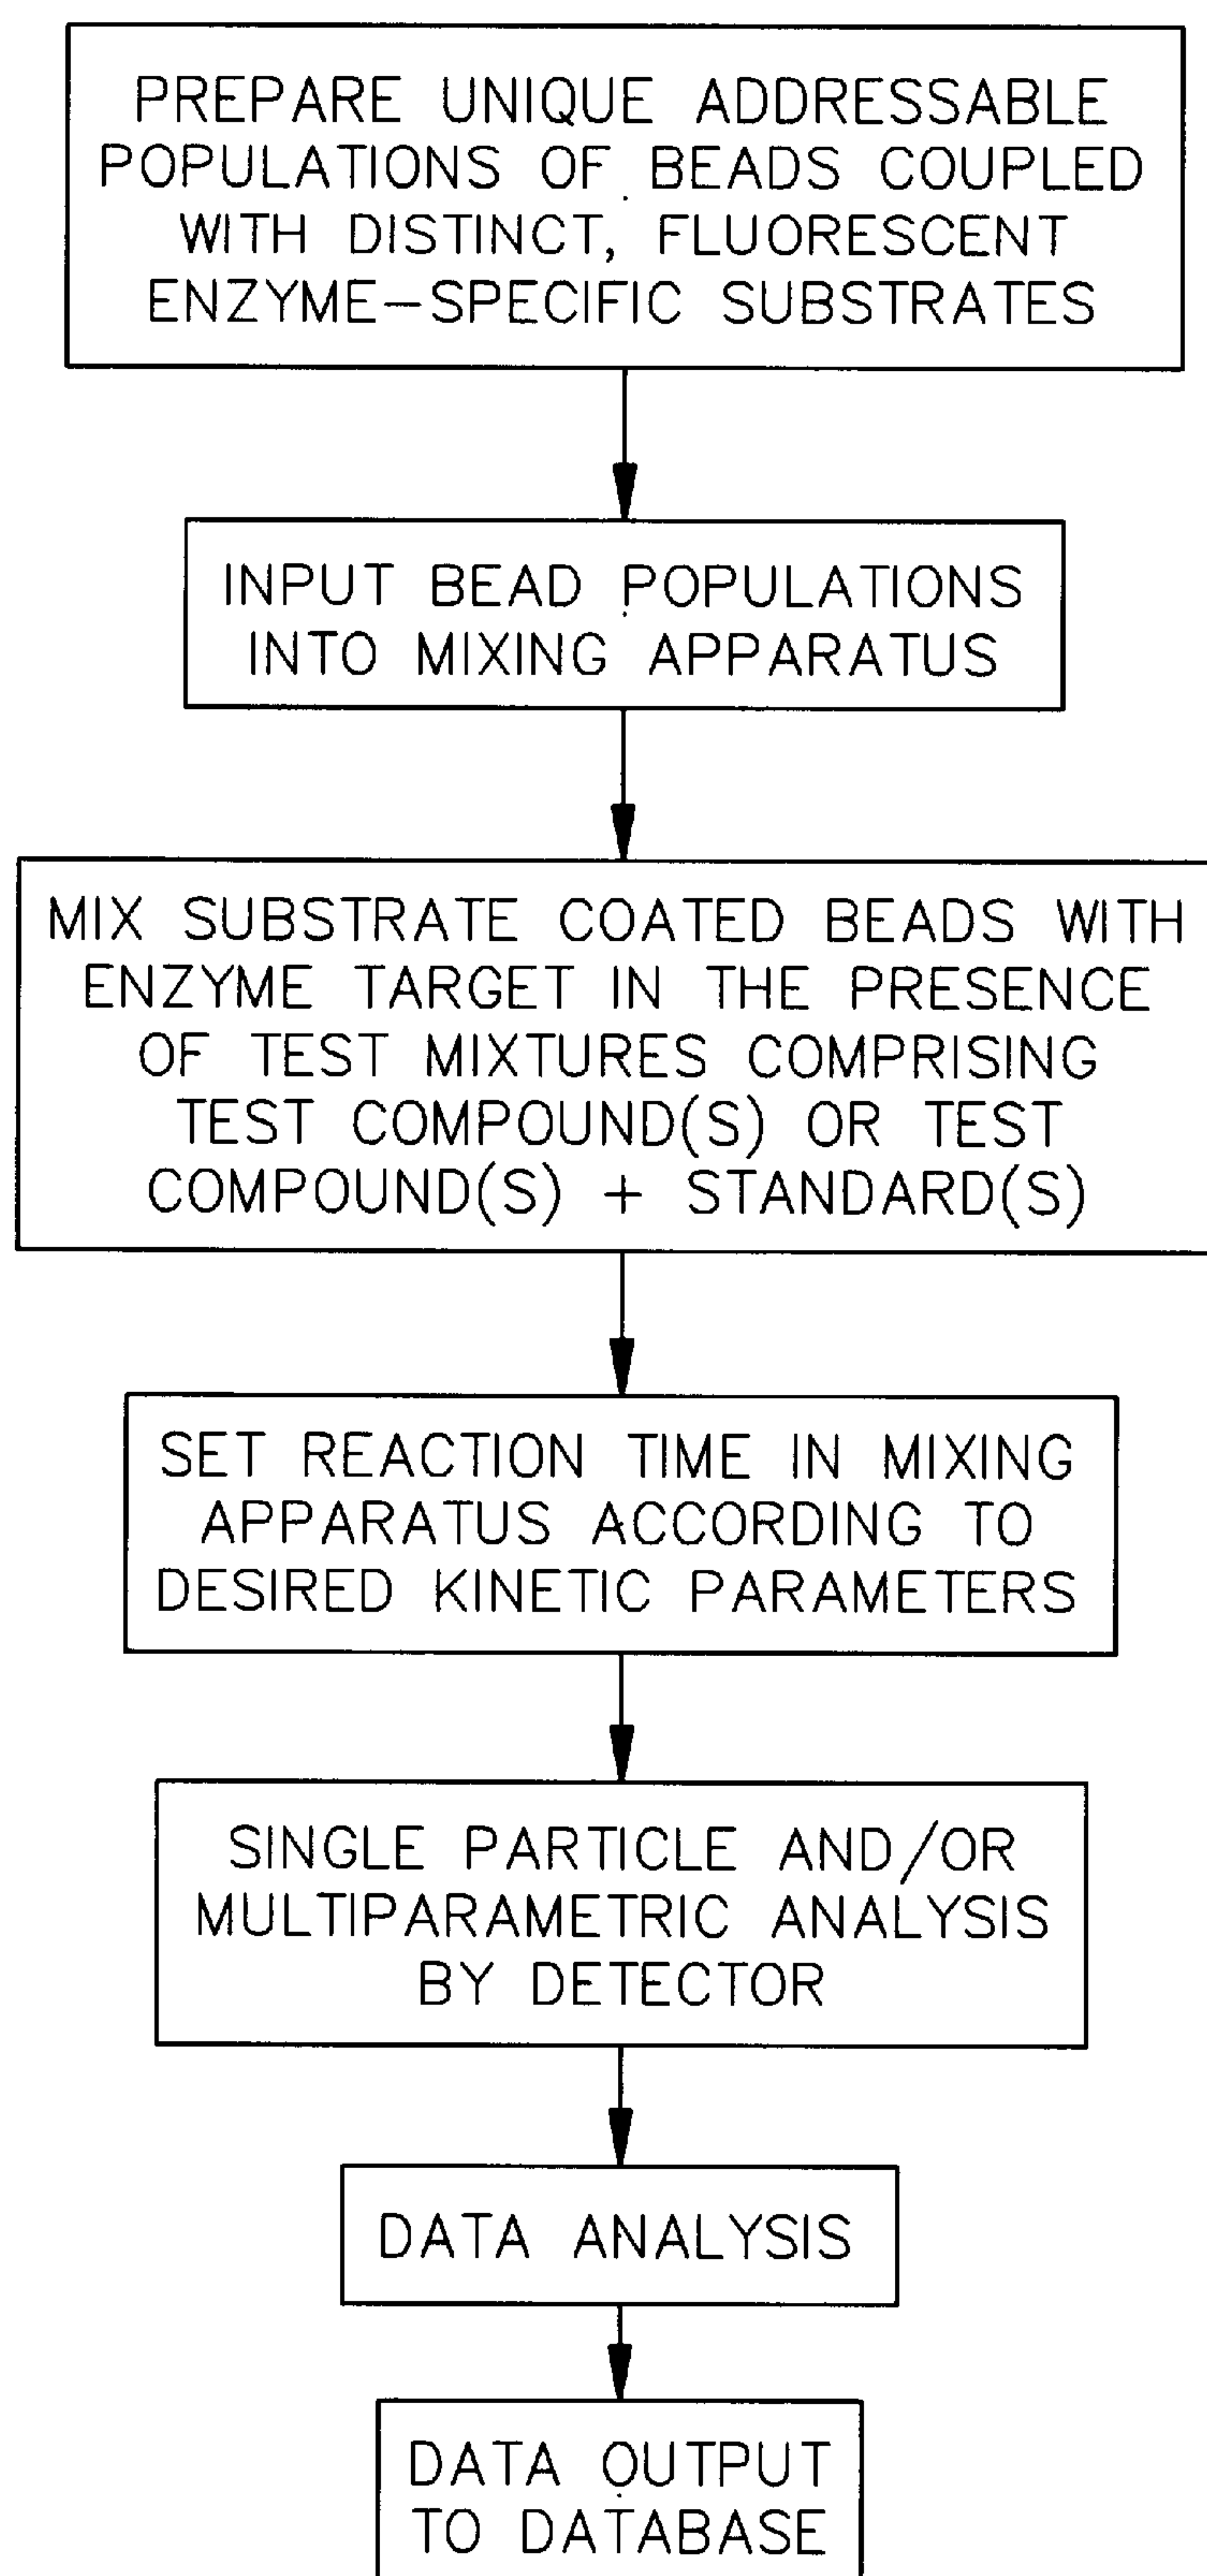 PREPARE UNIQUE ADDRESSABLE
POPULATIONS OF BEADS COUPLED
WITH DISTINCT, FLUORESCENT
ENZYME-SPECIFIC SUBSTRATES
INPUT BEAD POPULATIONS
INTO MIXING APPARATUS
MIX SUBSTRATE COATED BEADS WITH
ENZYME TARGET IN THE PRESENCE
OF TEST MIXTURES COMPRISING
TEST COMPOUND(S) OR TEST
COMPOUND(S) + STANDARD(S)
SET REACTION TIME IN MIXING
APPARATUS ACCORDING TO
DESIRED KINETIC PARAMETERS
SINGLE PARTICLE AND/OR
MULTIPARAMETRIC ANALYSIS
BY DETECTOR
DATA ANALYSIS
DATA OUTPUT
TO DATABASE